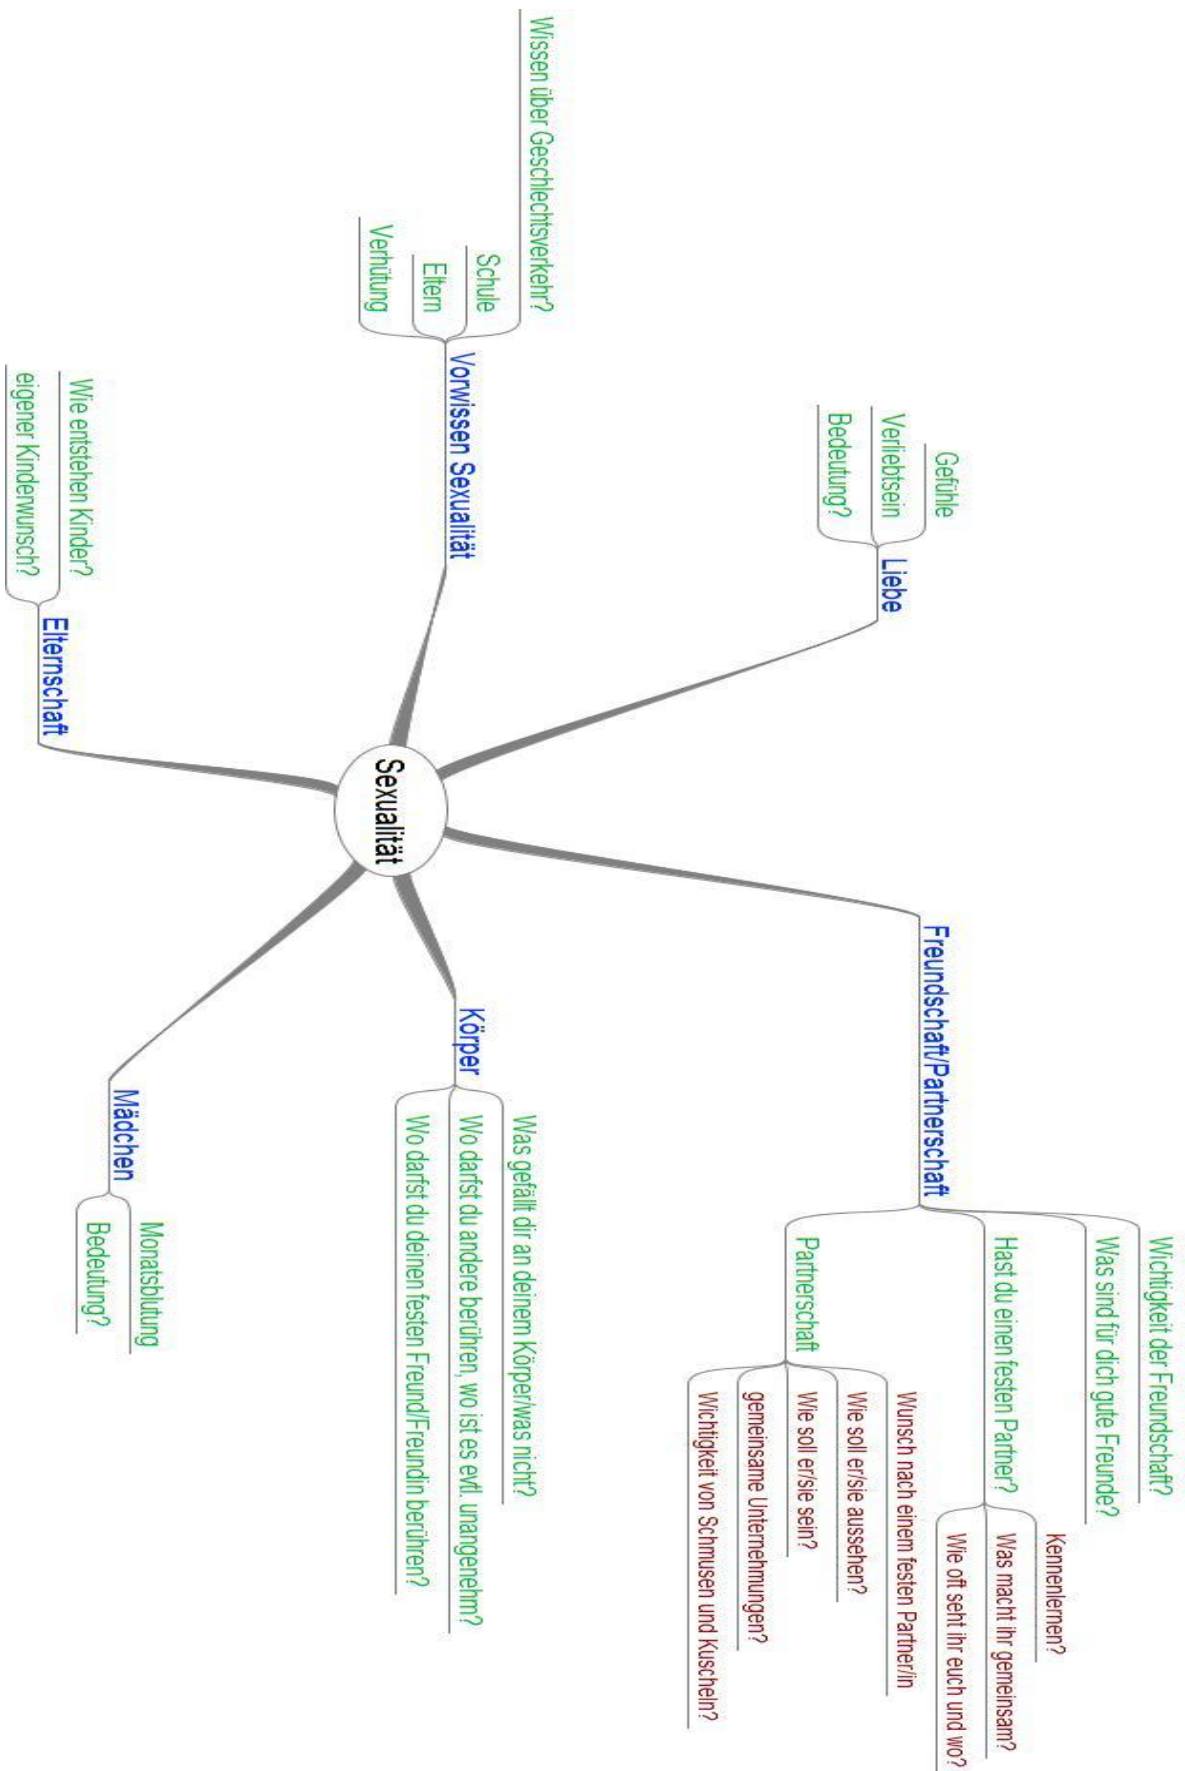 Sexualität
Liebe
Gefühle
Verliebtsein
Bedeutung?
Vorwissen Sexualität
Wissen über Geschlechtsverkehr?
Schule
Eltern
Verhütung
Elternschaft
Wie entstehen Kinder?
eigener Kinderwunsch?
Freundschaft/Partnerschaft
Wichtigkeit der Freundschaft?
Was sind für dich gute Freunde?
Hast du einen festen Partner?
Kennenlernen?
Was macht ihr gemeinsam?
Wie oft seht ihr euch und wo?
Partnerschaft
Wunsch nach einem festen Partner/in
Wie soll er/sie aussehen?
Wie soll er/sie sein?
gemeinsame Unternehmungen?
Wichtigkeit von Schmusen und Kuscheln?
Körper
Was gefällt dir an deinem Körper/was nicht?
Wo darfst du andere berühren, wo ist es evtl. unangenehm?
Wo darfst du deinen festen Freund/Freundin berühren?
Mädchen
Monatsblutung
Bedeutung?